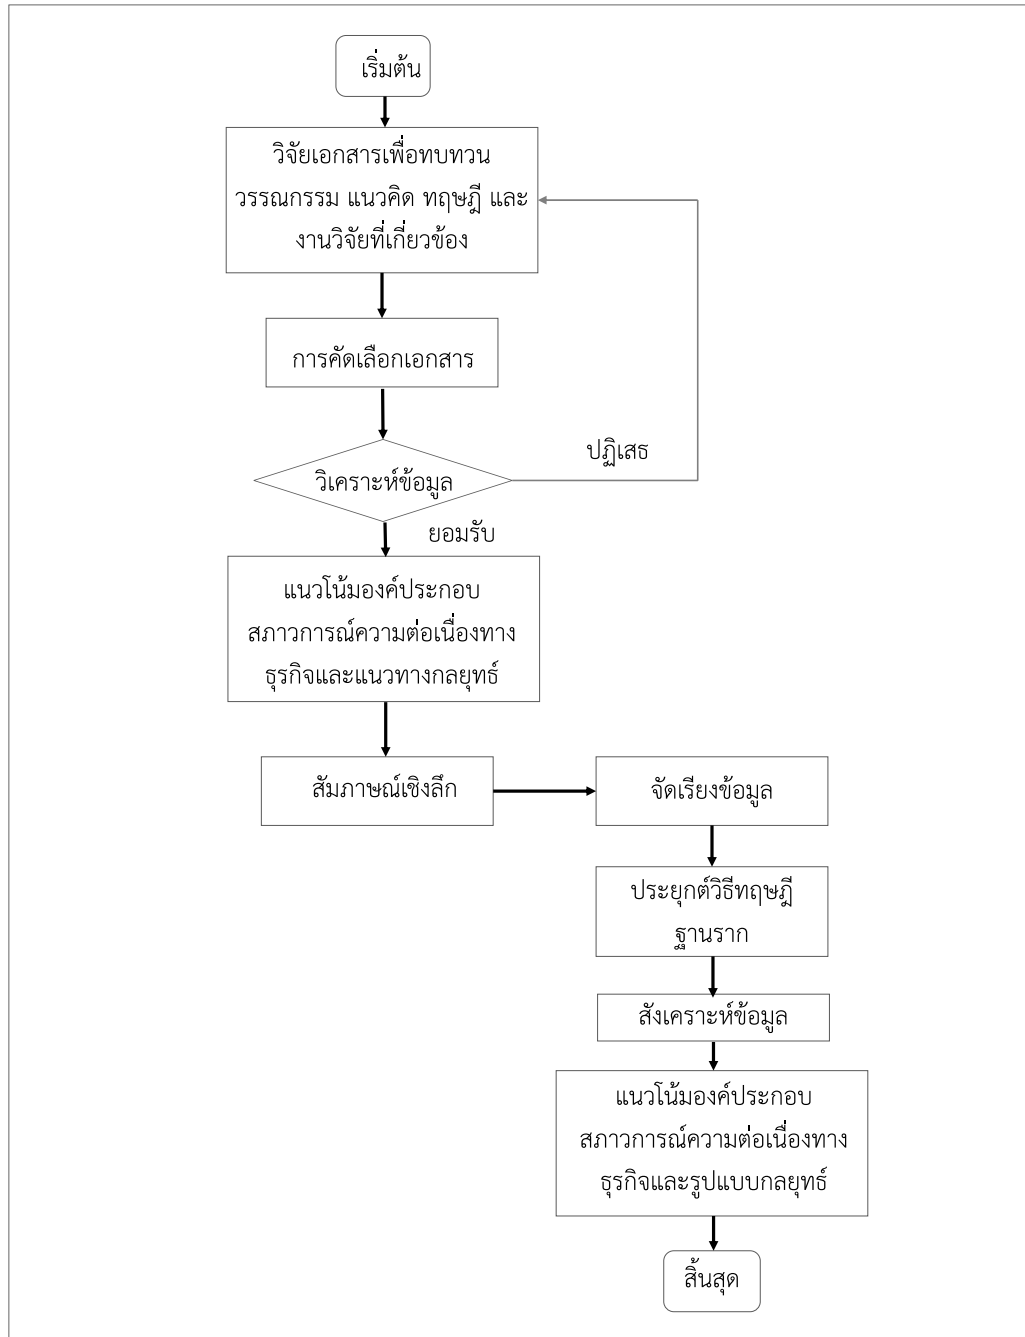 เริ่มต้น
วิจัยเอกสารเพื่อทบทวน
วรรณกรรม แนวคิด ทฤษฎี และ
งานวิจัยที่เกี่ยวข้อง
การคัดเลือกเอกสาร
ปฏิเสธ
วิเคราะห์ข้อมูล
ยอมรับ
แนวโน้มองค์ประกอบ
สภาวการณ์ความต่อเนื่องทาง
ธุรกิจและแนวทางกลยุทธ์
สัมภาษณ์เชิงลึก
จัดเรียงข้อมูล
ประยุกต์วิธีทฤษฎี
ฐานราก
สังเคราะห์ข้อมูล
แนวโน้มองค์ประกอบ
สภาวการณ์ความต่อเนื่องทาง
ธุรกิจและรูปแบบกลยุทธ์
สิ้นสุด